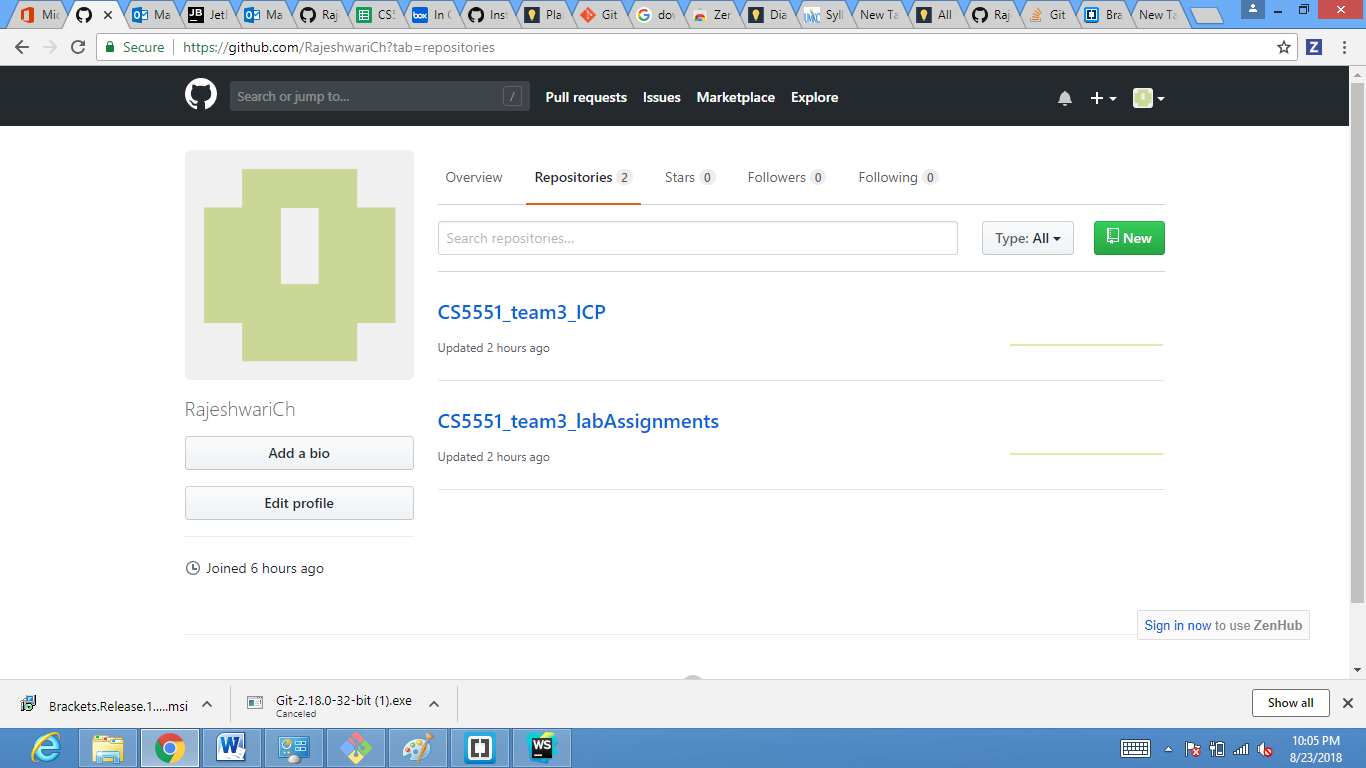 Mic Ma JetB Ma Raj CS5 box In C Inst Pla Git G dov Zen Dia UMKC Syll New Ta All Raj Git Bra New Ta
Secure https://github.com/RajeshwariCh?tab=repositories Z
Search or jump to... / Pull requests Issues Marketplace Explore
Overview Repositories 2 Stars 0 Followers 0 Following 0
Search repositories... Type: All New
CS5551_team3_ICP
Updated 2 hours ago
CS5551_team3_labAssignments
Updated 2 hours ago
RajeshwariCh
Add a bio
Edit profile
Joined 6 hours ago
Sign in now to use ZenHub
Brackets.Release.1.....msi
Git-2.18.0-32-bit (1).exe
Canceled
Show all
WS
10:05 PM
8/23/2018